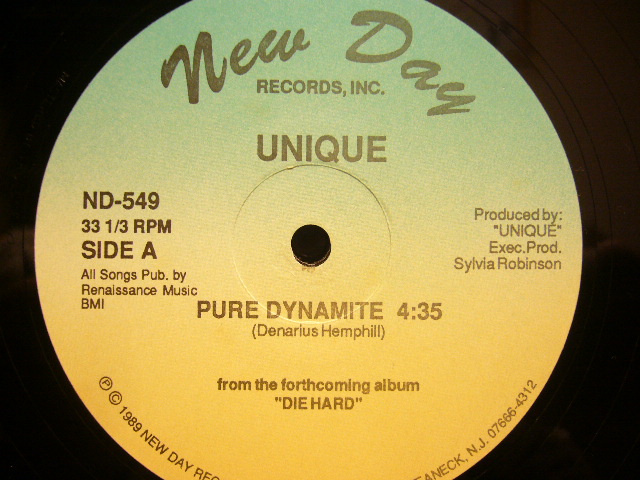 New Day
RECORDS, INC.
UNIQUE
ND-549
33 1/3 RPM
SIDE A
All Songs Pub. by
Renaissance Music
BMI
Produced by:
"UNIQUE"
Exec.Prod.
Sylvia Robinson
PURE DYNAMITE 4:35
(Denarius Hemphill)
from the forthcoming album
"DIE HARD"
℗ © 1989 NEW DAY REC
EANECK, N.J. 07666-4312